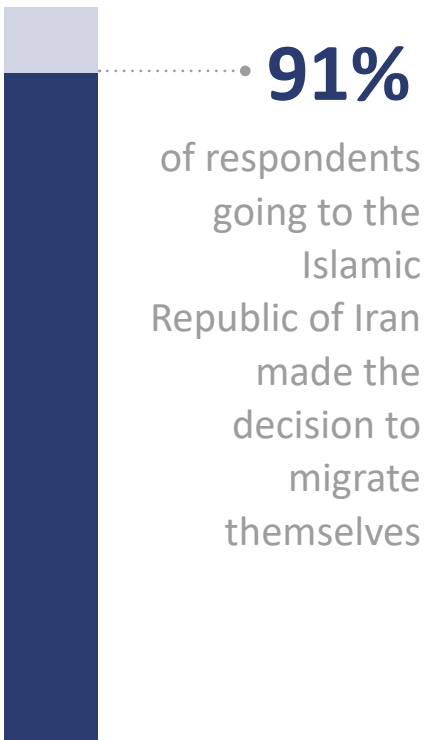 91%
of respondents
going to the
Islamic
Republic of Iran
made the
decision to
migrate
themselves